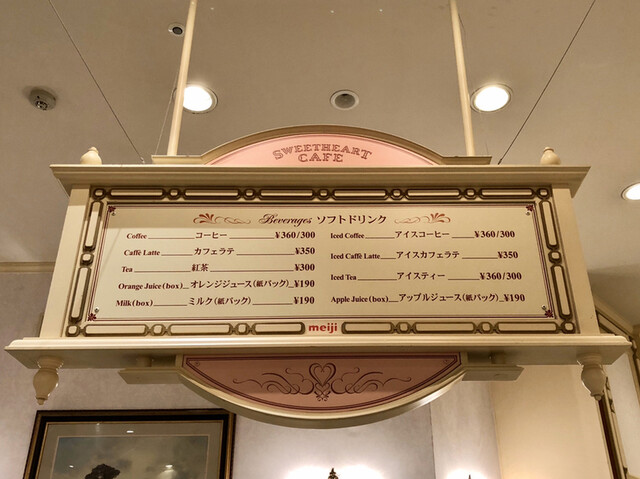 SWEETHEART
CAFE
Beverages ソフトドリンク
Coffee コーヒー ¥360/300
Caffè Latte カフェラテ ¥350
Tea 紅茶 ¥300
Orange Juice(box) オレンジジュース(紙パック) ¥190
Milk(box) ミルク(紙パック) ¥190
Iced Coffee アイスコーヒー ¥360/300
Iced Caffè Latte アイスカフェラテ ¥350
Iced Tea アイスティー ¥360/300
Apple Juice(box) アップルジュース(紙パック) ¥190
meiji